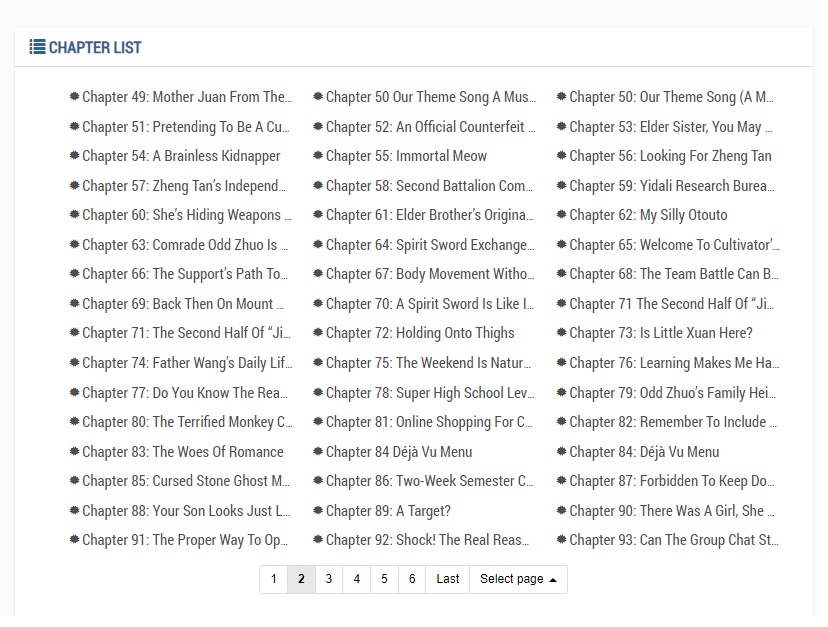 CHAPTER LIST
Chapter 49: Mother Juan From The... Chapter 50 Our Theme Song A Mus... Chapter 50: Our Theme Song (A M...
Chapter 51: Pretending To Be A Cu... Chapter 52: An Official Counterfeit ... Chapter 53: Elder Sister, You May ...
Chapter 54: A Brainless Kidnapper Chapter 55: Immortal Meow Chapter 56: Looking For Zheng Tan
Chapter 57: Zheng Tan’s Independ... Chapter 58: Second Battalion Com... Chapter 59: Yidali Research Burea...
Chapter 60: She’s Hiding Weapons ... Chapter 61: Elder Brother’s Origina... Chapter 62: My Silly Otouto
Chapter 63: Comrade Odd Zhuo Is ... Chapter 64: Spirit Sword Exchange... Chapter 65: Welcome To Cultivator’...
Chapter 66: The Support’s Path To... Chapter 67: Body Movement Witho... Chapter 68: The Team Battle Can B...
Chapter 69: Back Then On Mount ... Chapter 70: A Spirit Sword Is Like I... Chapter 71 The Second Half Of “Ji...
Chapter 71: The Second Half Of “Ji... Chapter 72: Holding Onto Thighs Chapter 73: Is Little Xuan Here?
Chapter 74: Father Wang’s Daily Lif... Chapter 75: The Weekend Is Natur... Chapter 76: Learning Makes Me Ha...
Chapter 77: Do You Know The Rea... Chapter 78: Super High School Lev... Chapter 79: Odd Zhuo’s Family Hei...
Chapter 80: The Terrified Monkey C... Chapter 81: Online Shopping For C... Chapter 82: Remember To Include ...
Chapter 83: The Woes Of Romance Chapter 84 Déjà Vu Menu Chapter 84: Déjà Vu Menu
Chapter 85: Cursed Stone Ghost M... Chapter 86: Two-Week Semester C... Chapter 87: Forbidden To Keep Do...
Chapter 88: Your Son Looks Just L... Chapter 89: A Target? Chapter 90: There Was A Girl, She ...
Chapter 91: The Proper Way To Op... Chapter 92: Shock! The Real Reas... Chapter 93: Can The Group Chat St...
1 2 3 4 5 6 Last Select page